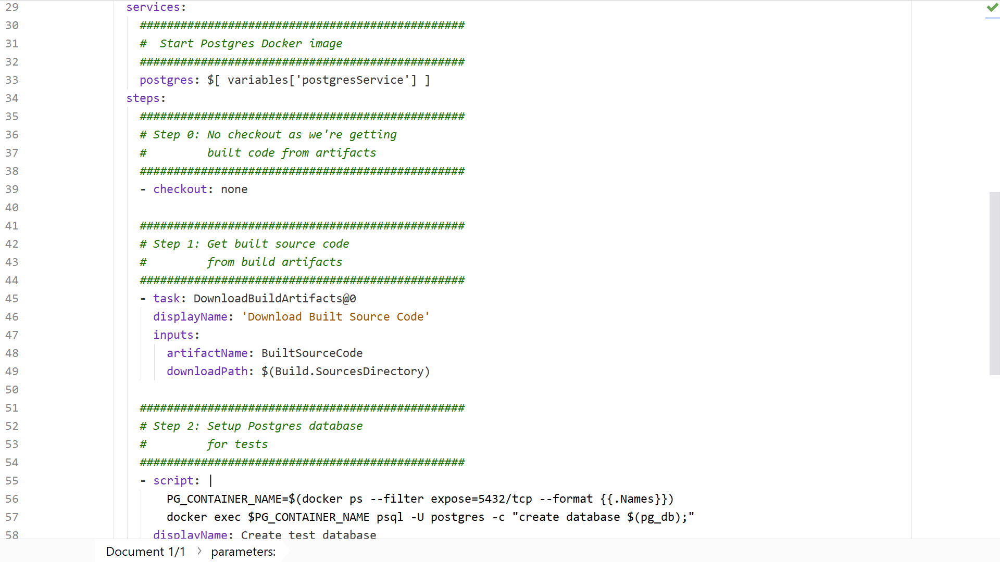 29 services:
30 ################################################
31 #  Start Postgres Docker image
32 ################################################
33 postgres: $[ variables['postgresService'] ]
34 steps:
35 ################################################
36 # Step 0: No checkout as we're getting
37 #         built code from artifacts
38 ################################################
39 - checkout: none
40
41 ################################################
42 # Step 1: Get built source code
43 #         from build artifacts
44 ################################################
45 - task: DownloadBuildArtifacts@0
46 displayName: 'Download Built Source Code'
47 inputs:
48 artifactName: BuiltSourceCode
49 downloadPath: $(Build.SourcesDirectory)
50
51 ################################################
52 # Step 2: Setup Postgres database
53 #         for tests
54 ################################################
55 - script: |
56 PG_CONTAINER_NAME=$(docker ps --filter expose=5432/tcp --format {{.Names}})
57 docker exec $PG_CONTAINER_NAME psql -U postgres -c "create database $(pg_db);"
58 displayName: Create test database
Document 1/1 > parameters: